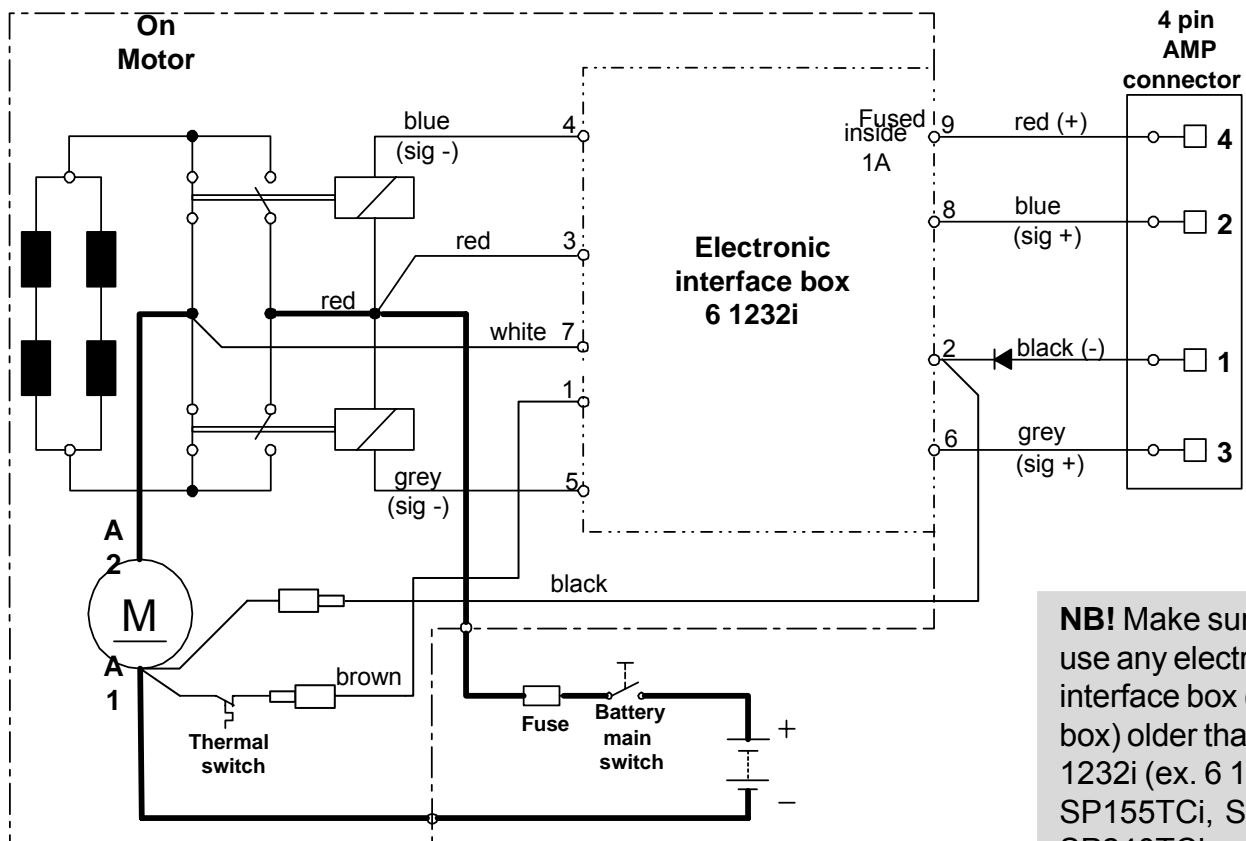 On
Motor
4 pin
AMP
connector
blue
(sig -)
4
Fused
inside
1A
9
red (+)
4
8
blue
(sig +)
2
red
3
Electronic
interface box
6 1232i
red
white
7
2
black (-)
1
1
6
grey
(sig +)
3
grey
(sig -)
5
A
2
M
A
1
black
brown
Thermal
switch
Fuse
Battery
main
switch
+
–
NB! Make sur
use any electr
interface box
box) older tha
1232i (ex. 6 1
SP155TCi, S